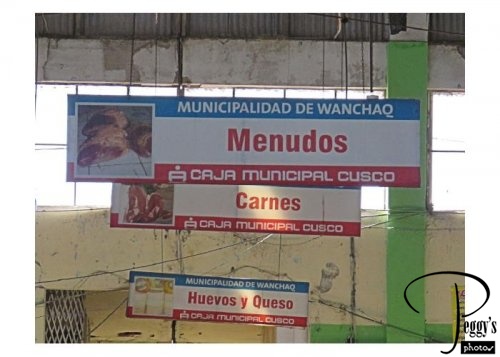 MUNICIPALIDAD DE WANCHAQ
Menudos
CAJA MUNICIPAL CUSCO
Carnes
CAJA MUNICIPAL CUSCO
MUNICIPALIDAD DE WANCHAQ
Huevos y Queso
CAJA MUNICIPAL CUSCO
Peggy's
photos